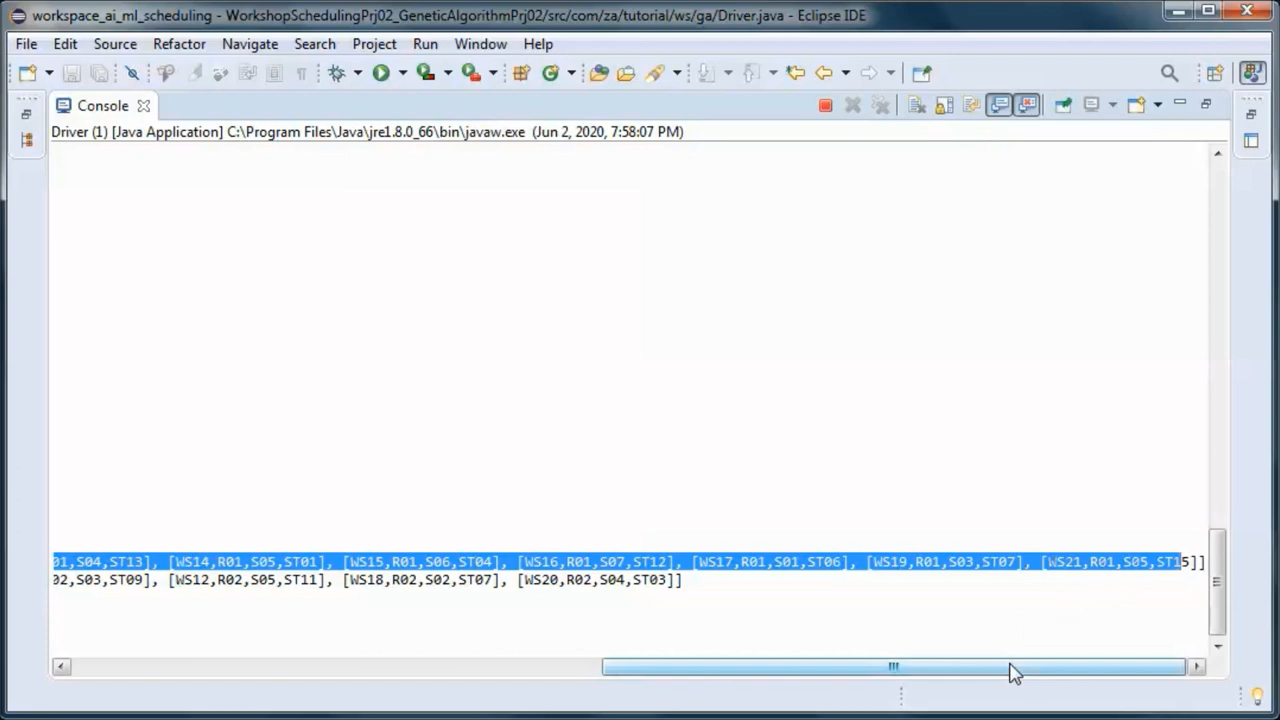 workspace_ai_ml_scheduling - WorkshopSchedulingPrj02_GeneticAlgorithmPrj02/src/com/za/tutorial/ws/ga/Driver.java - Eclipse IDE
File Edit Source Refactor Navigate Search Project Run Window Help
Console
Driver (1) [Java Application] C:\Program Files\Java\jre1.8.0_66\bin\javaw.exe (Jun 2, 2020, 7:58:07 PM)
01,S04,ST13], [WS14,R01,S05,ST01], [WS15,R01,S06,ST04], [WS16,R01,S07,ST12], [WS17,R01,S01,ST06], [WS19,R01,S03,ST07], [WS21,R01,S05,ST15]]
02,S03,ST09], [WS12,R02,S05,ST11], [WS18,R02,S02,ST07], [WS20,R02,S04,ST03]]